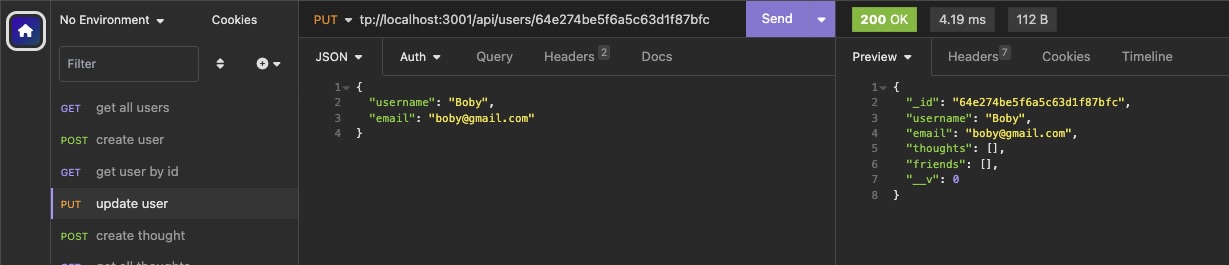 No Environment Cookies
Filter
GET get all users
POST create user
GET get user by id
PUT update user
POST create thought
GET get all thoughts
PUT tp://localhost:3001/api/users/64e274be5f6a5c63d1f87bfc Send
JSON Auth Query Headers 2 Docs
1 {
2 "username": "Boby",
3 "email": "boby@gmail.com"
4 }
200 OK 4.19 ms 112 B
Preview Headers 7 Cookies Timeline
1 {
2 "_id": "64e274be5f6a5c63d1f87bfc",
3 "username": "Boby",
4 "email": "boby@gmail.com",
5 "thoughts": [],
6 "friends": [],
7 "__v": 0
8 }